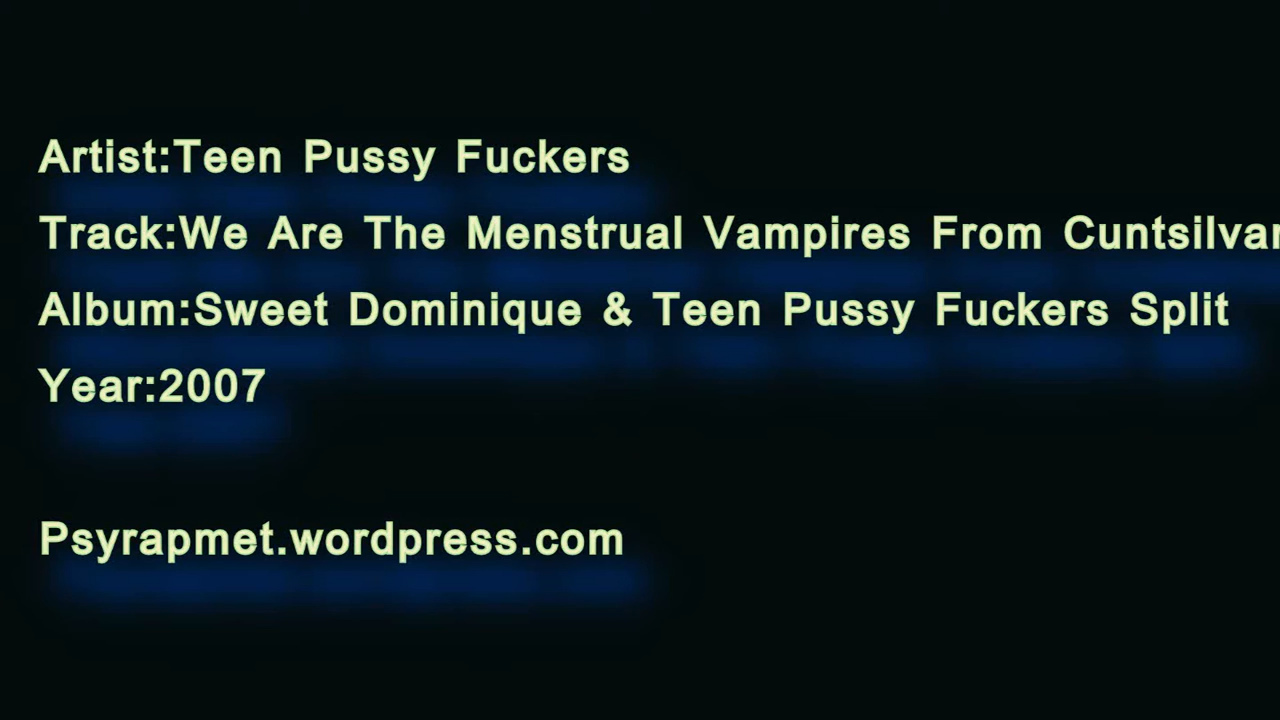 Artist:Teen Pussy Fuckers
Track:We Are The Menstrual Vampires From
Album:Sweet Dominique & Teen Pussy Fuckers Split
Year:2007
Psyrapmet.wordpress.com